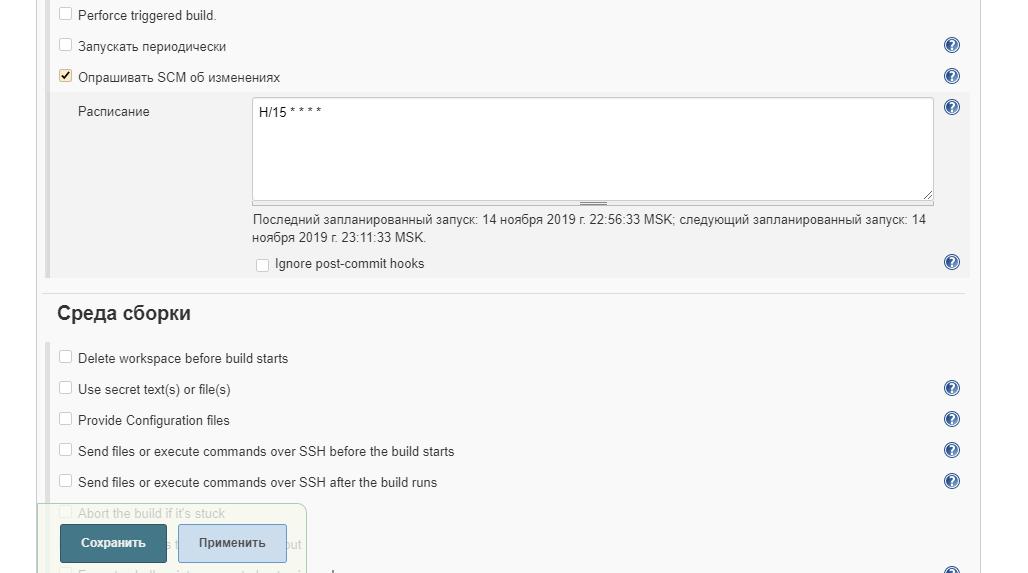 Perforce triggered build.
Запускать периодически
Опрашивать SCM об изменениях
Расписание
H/15 * * * *
Последний запланированный запуск: 14 ноября 2019 г. 22:56:33 MSK; следующий запланированный запуск: 14
ноября 2019 г. 23:11:33 MSK.
Ignore post-commit hooks
Среда сборки
Delete workspace before build starts
Use secret text(s) or file(s)
Provide Configuration files
Send files or execute commands over SSH before the build starts
Send files or execute commands over SSH after the build runs
Abort the build if it's stuck
Сохранить
Применить